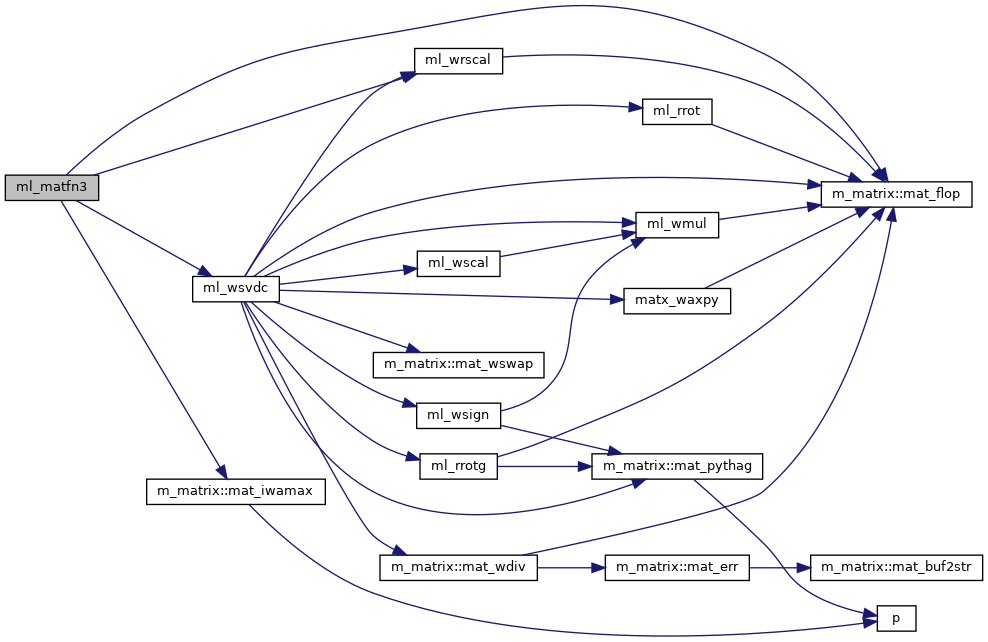 ml_wrscal
ml_rrot
ml_matfn3
m_matrix::mat_flop
ml_wmul
ml_wscal
ml_wsvdc
matx_waxpy
m_matrix::mat_wswap
ml_wsign
ml_rrotg
m_matrix::mat_pythag
m_matrix::mat_iwamax
m_matrix::mat_wdiv
m_matrix::mat_err
m_matrix::mat_buf2str
p